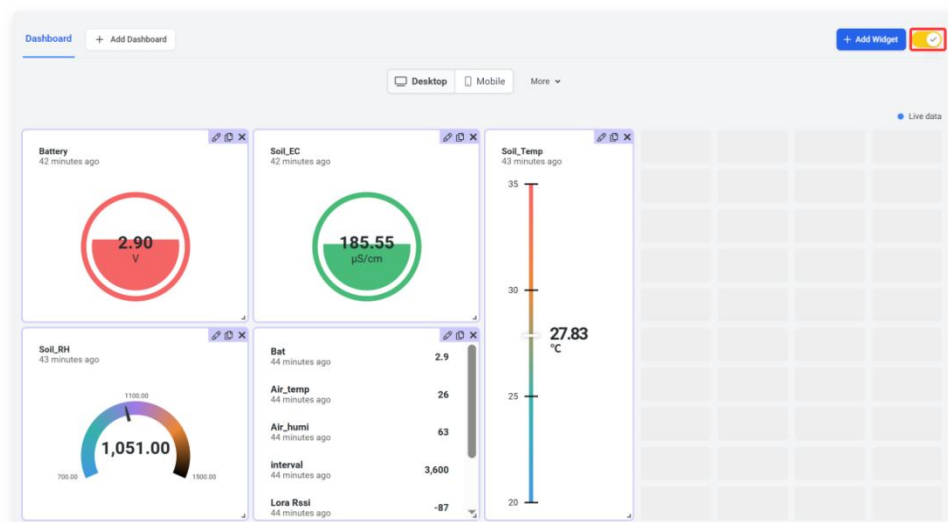 Dashboard
+ Add Dashboard
+ Add Widget
Desktop
Mobile
More
Live data
Battery
42 minutes ago
2.90
V
Soil_EC
42 minutes ago
185.55
µS/cm
Soil_Temp
43 minutes ago
35
30
27.83
°C
25
20
Soil_RH
43 minutes ago
1100.00
1,051.00
700.00
1500.00
Bat
44 minutes ago
2.9
Air_temp
44 minutes ago
26
Air_humi
44 minutes ago
63
interval
44 minutes ago
3,600
Lora Rssi
44 minutes ago
-87